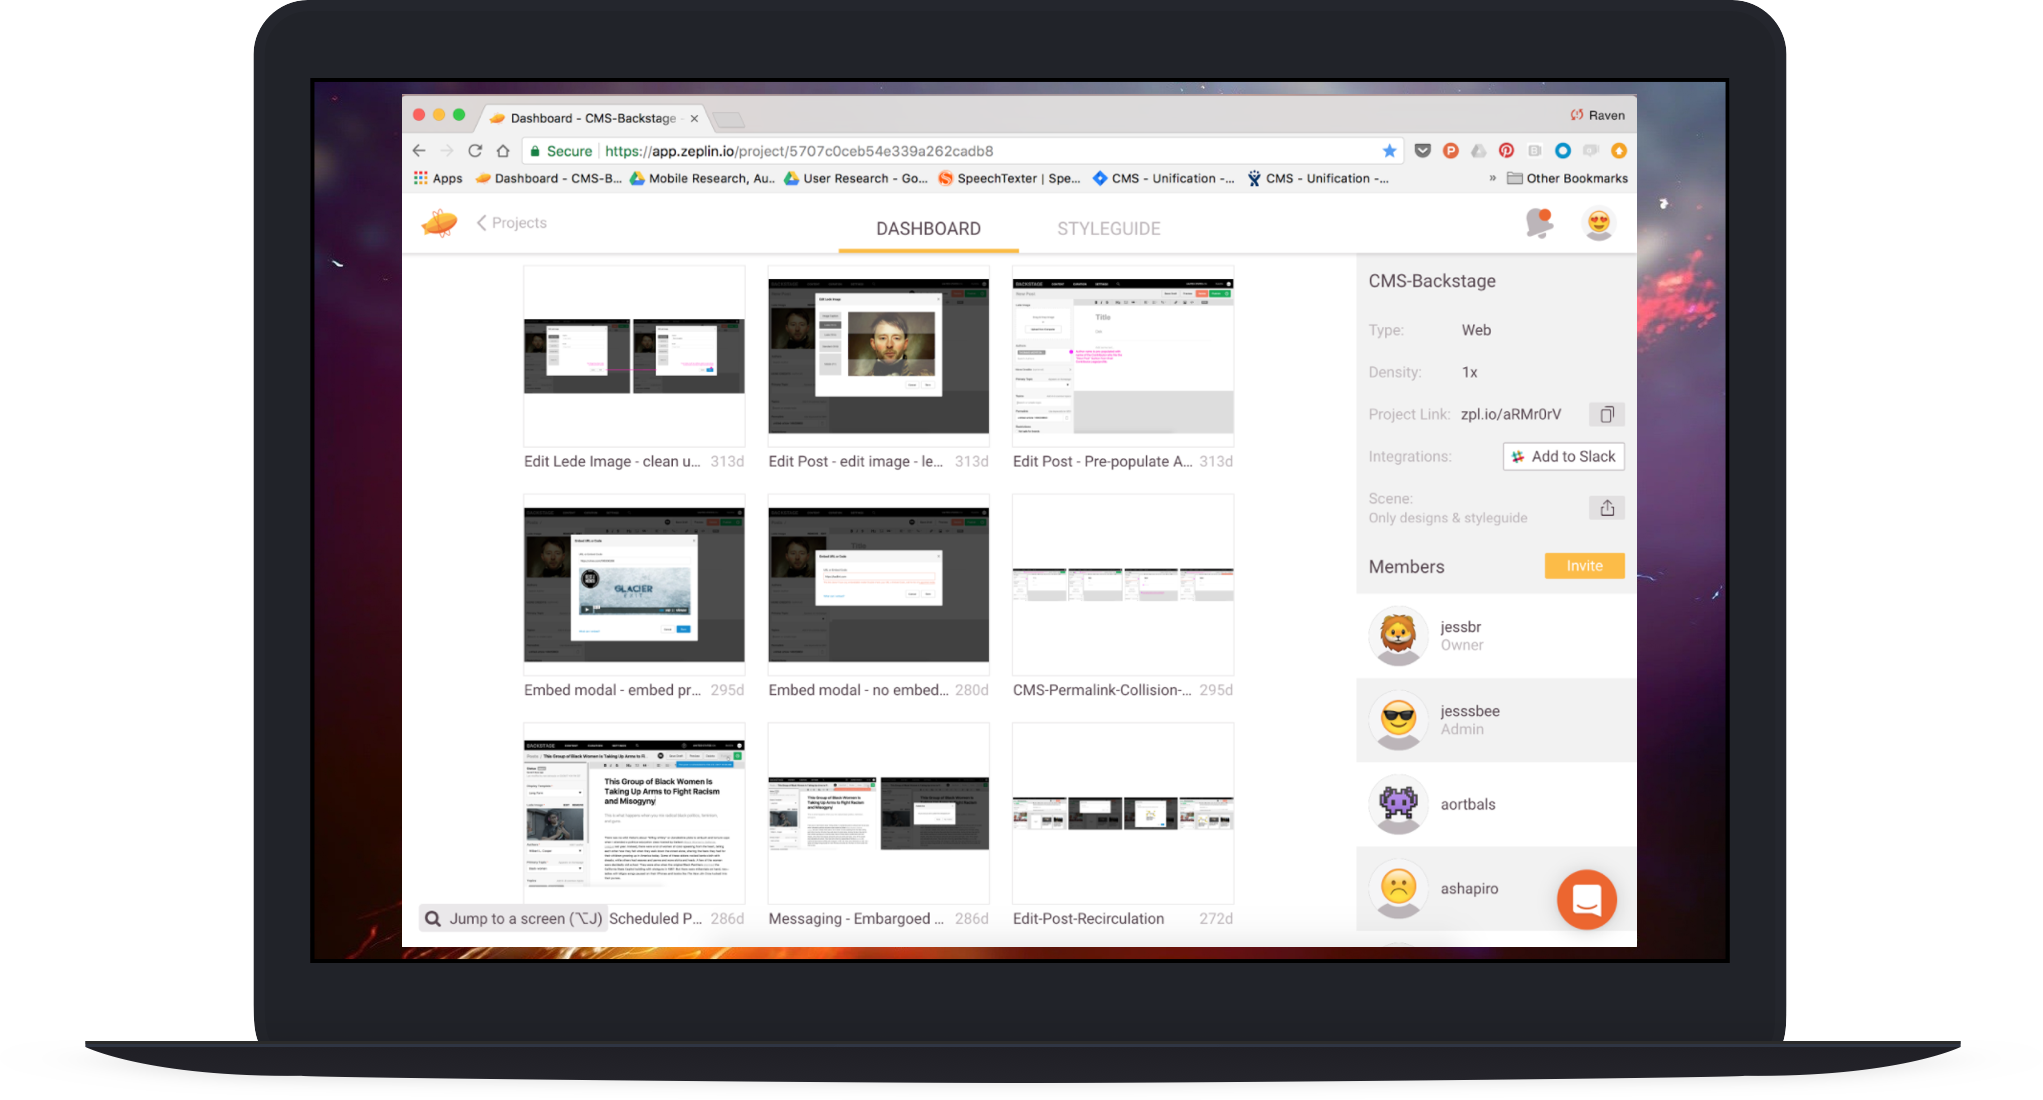 Dashboard - CMS-Backstage - ×
Raven
Secure https://app.zeplin.io/project/5707c0ceb54e339a262cadb8
Apps Dashboard - CMS-B... Mobile Research, Au... User Research - Go... SpeechTexter | Spe... CMS - Unification -... CMS - Unification -... » Other Bookmarks
Projects
DASHBOARD
STYLEGUIDE
Edit Lede Image - clean u... 313d
Edit Post - edit image - le... 313d
Edit Post - Pre-populate A... 313d
Embed modal - embed pr... 295d
Embed modal - no embed... 280d
CMS-Permalink-Collision-... 295d
This Group of Black Women Is
Taking Up Arms to Fight Racism
and Misogyny
Jump to a screen (⌥J)
Scheduled P... 286d
Messaging - Embargoed ... 286d
Edit-Post-Recirculation 272d
CMS-Backstage
Type: Web
Density: 1x
Project Link: zpl.io/aRMr0rV
Integrations: Add to Slack
Scene:
Only designs & styleguide
Members Invite
jessbr
Owner
jesssbee
Admin
aortbals
ashapiro